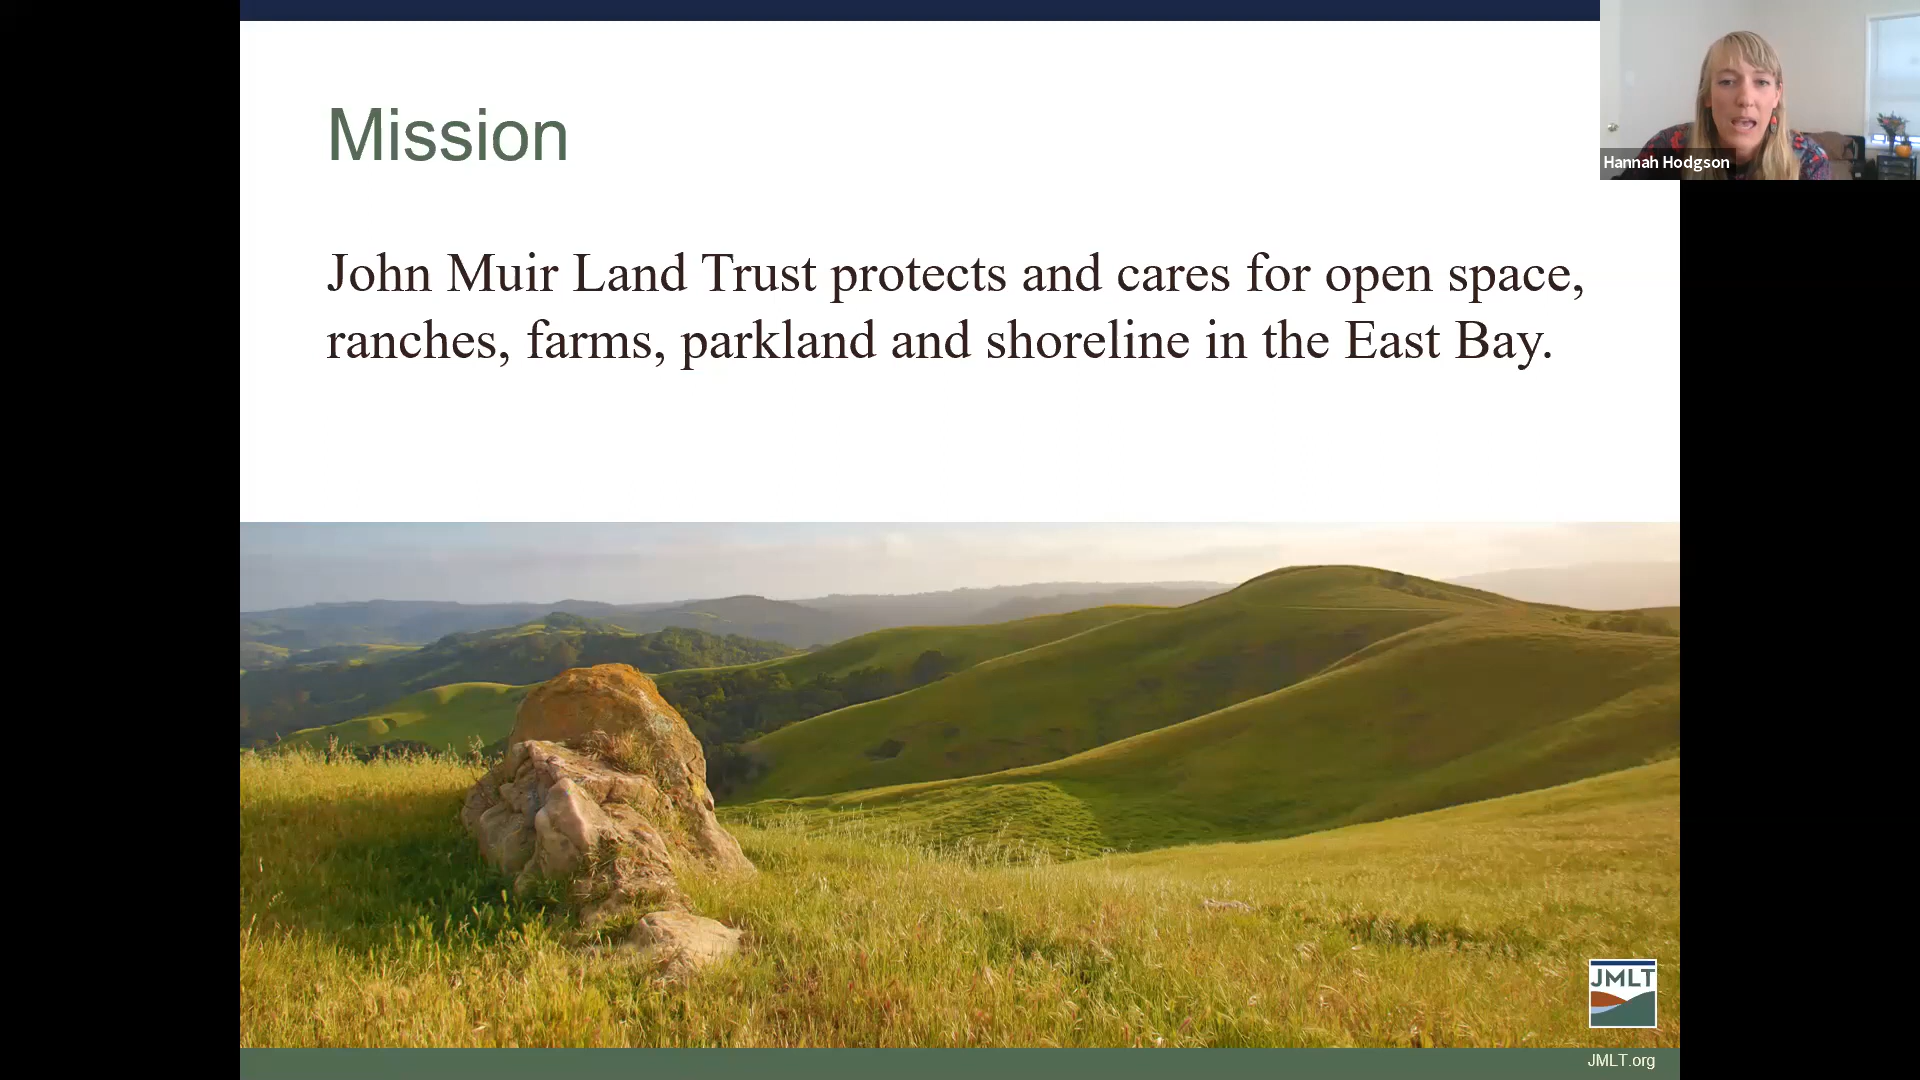 Mission
Hannah Hodgson
John Muir Land Trust protects and cares for open space,
ranches, farms, parkland and shoreline in the East Bay.
JMLT
JMLT.org